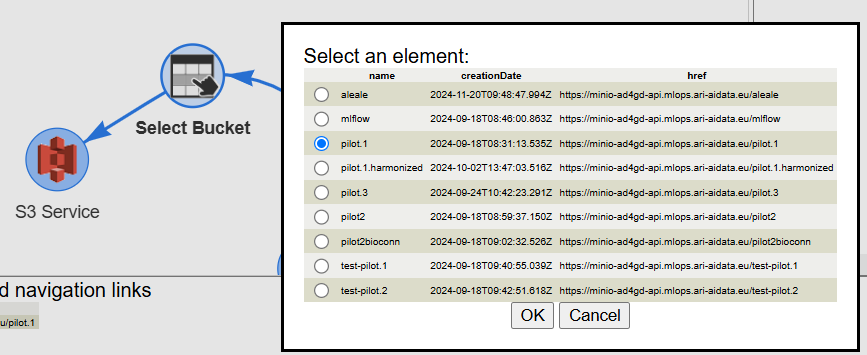 Select Bucket
S3 Service
d navigation links
u/pilot.1
Select an element:
name creationDate href
aleale 2024-11-20T09:48:47.994Z https://minio-ad4gd-api.mlops.ari-aidata.eu/aleale
mlflow 2024-09-18T08:46:00.863Z https://minio-ad4gd-api.mlops.ari-aidata.eu/mlflow
pilot.1 2024-09-18T08:31:13.535Z https://minio-ad4gd-api.mlops.ari-aidata.eu/pilot.1
pilot.1.harmonized 2024-10-02T13:47:03.516Z https://minio-ad4gd-api.mlops.ari-aidata.eu/pilot.1.harmonized
pilot.3 2024-09-24T10:42:23.291Z https://minio-ad4gd-api.mlops.ari-aidata.eu/pilot.3
pilot2 2024-09-18T08:59:37.150Z https://minio-ad4gd-api.mlops.ari-aidata.eu/pilot2
pilot2bioconn 2024-09-18T09:02:32.526Z https://minio-ad4gd-api.mlops.ari-aidata.eu/pilot2bioconn
test-pilot.1 2024-09-18T09:40:55.039Z https://minio-ad4gd-api.mlops.ari-aidata.eu/test-pilot.1
test-pilot.2 2024-09-18T09:42:51.618Z https://minio-ad4gd-api.mlops.ari-aidata.eu/test-pilot.2
OK Cancel